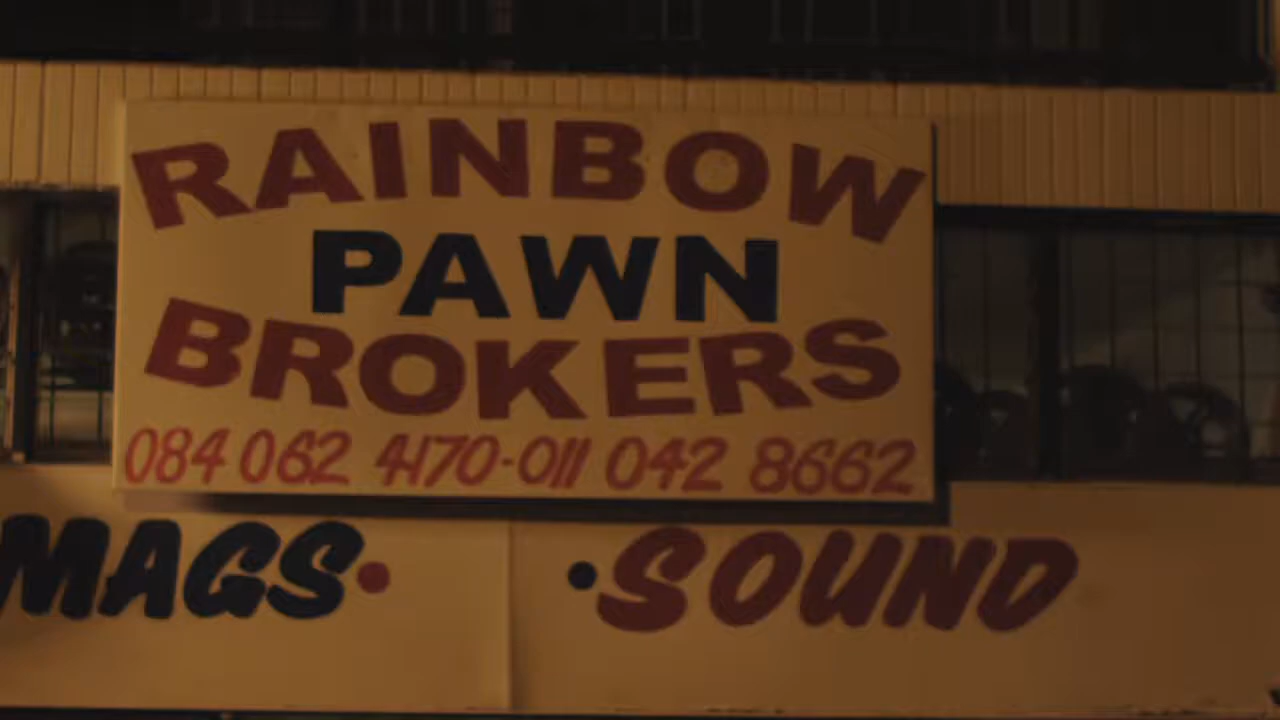 RAINBOW
PAWN
BROKERS
084 062 4170-011 042 8662
MAGS• •SOUND